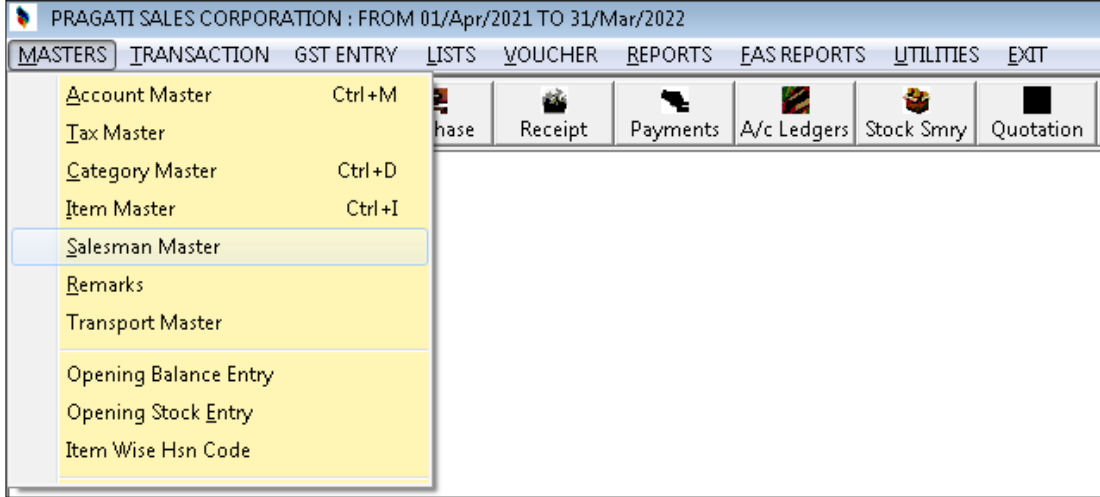 PRAGATI SALES CORPORATION : FROM 01/Apr/2021 TO 31/Mar/2022
MASTERS TRANSACTION GST ENTRY LISTS VOUCHER REPORTS FAS REPORTS UTILITIES EXIT
hase Receipt Payments A/c Ledgers Stock Smry Quotation
Account Master Ctrl+M
Tax Master
Category Master Ctrl+D
Item Master Ctrl+I
Salesman Master
Remarks
Transport Master
Opening Balance Entry
Opening Stock Entry
Item Wise Hsn Code